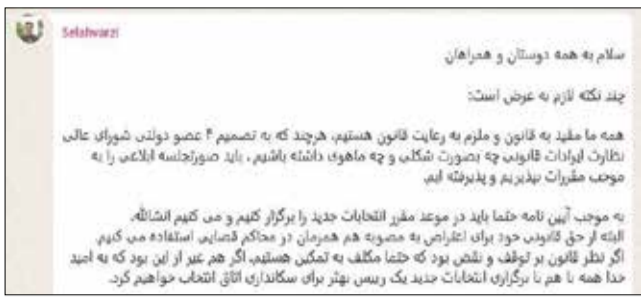 Selahvarzi
سلام به همه دوستان و همراهان
چند نکته لازم به عرض است:
همه ما مقید به قانون و ملزم به رعایت قانون هستیم، هرچند که به تصمیم ۴ عضو دولتی شورای عالی
نظارت ایرادات قانونی چه بصورت شکلی و چه ماهوی داشته باشیم ، باید صورتجلسه ابلاغی را به
موجب مقررات بپذیریم و پذیرفته ایم.
به موجب آیین نامه حتما باید در موعد مقرر انتخابات جدید را برگزار کنیم و می کنیم انشالله.
البته از حق قانونی خود برای اعتراض به مصوبه هم همزمان در محاکم قضایی استفاده می کنیم.
اگر نظر قانون بر توقف و نقض بود که حتما مکلف به تمکین هستیم، اگر هم غیر از این بود که به امید
خدا همه با هم با برگزاری انتخابات جدید یک رییس بهتر برای سکانداری اتاق انتخاب خواهیم کرد.